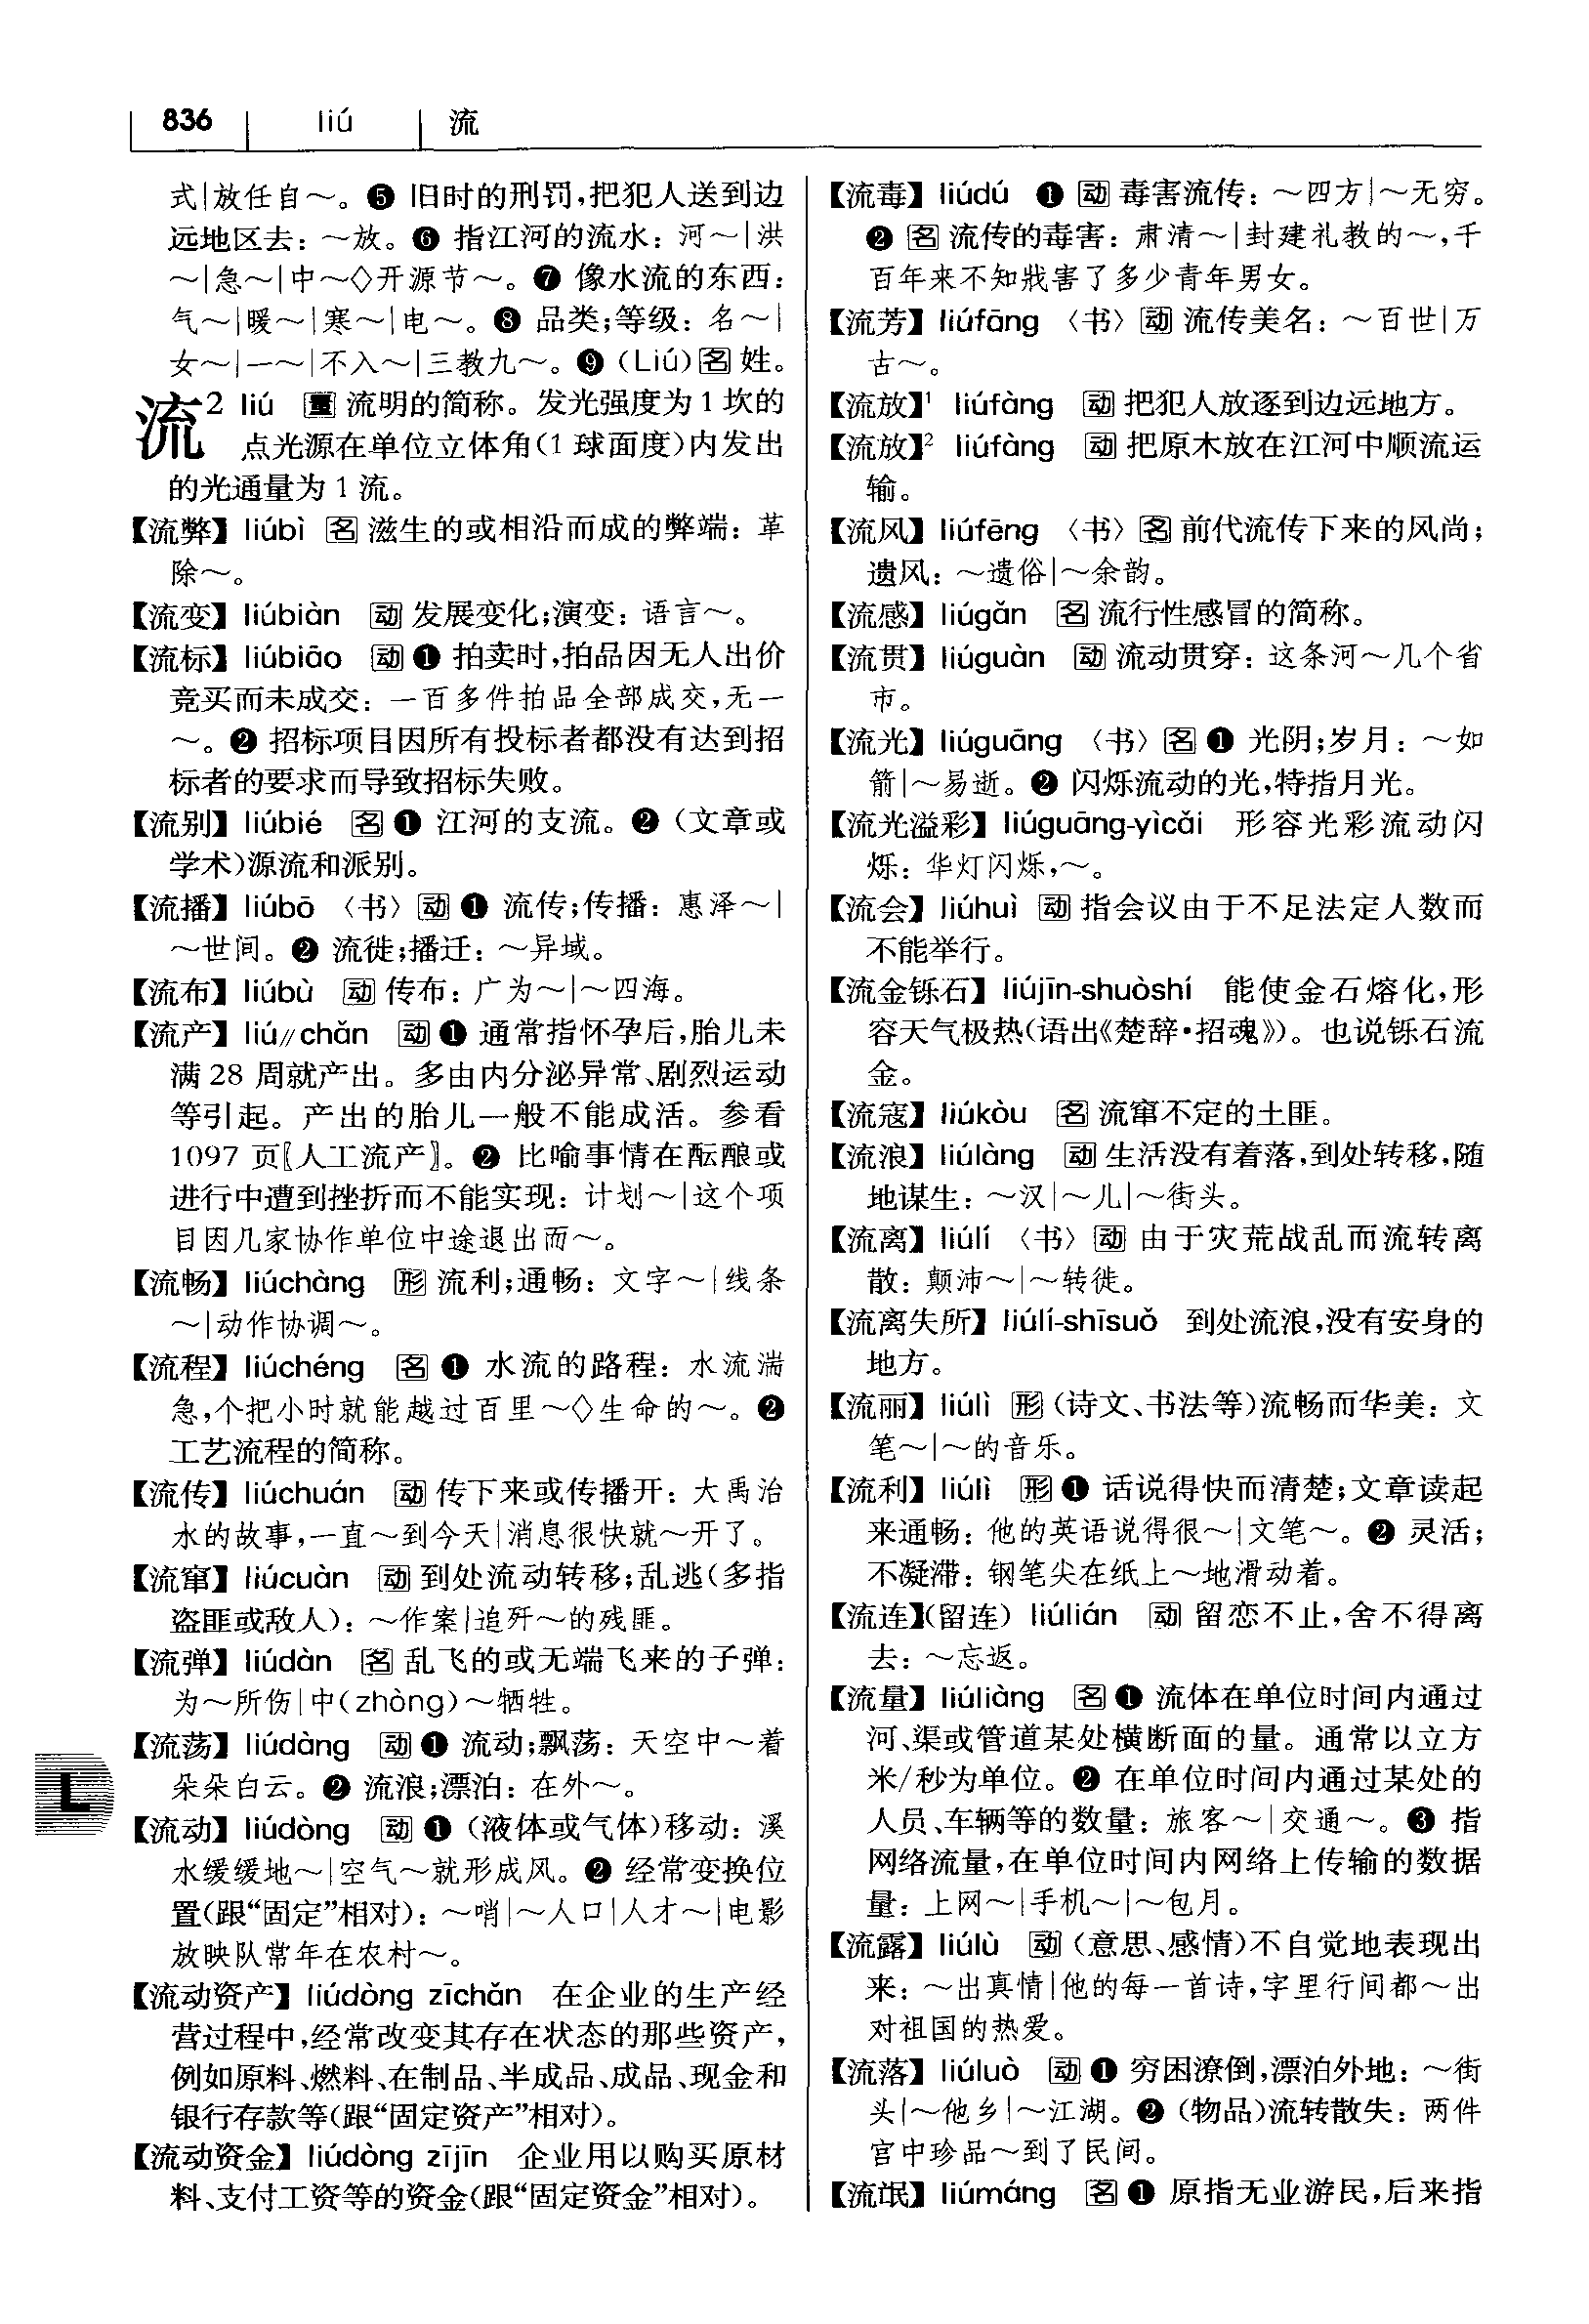 836 liú 流
式|放任自～。❺ 旧时的刑罚,把犯人送到边
远地区去：～放。❻ 指江河的流水：河～|洪
～|急～|中～◇开源节～。❼ 像水流的东西：
气～|暖～|寒～|电～。❽ 品类;等级：名～|
女～|一～|不入～|三教九～。❾（Liú）名 姓。
流² liú 量 流明的简称。发光强度为1坎的
点光源在单位立体角(1 球面度)内发出
的光通量为 1 流。
【流弊】liúbì 名 滋生的或相沿而成的弊端：革
除～。
【流变】liúbiàn 动 发展变化;演变：语言～。
【流标】liúbiāo 动 ❶ 拍卖时,拍品因无人出价
竞买而未成交：一百多件拍品全部成交,无一
～。❷ 招标项目因所有投标者都没有达到招
标者的要求而导致招标失败。
【流别】liúbié 名 ❶ 江河的支流。❷（文章或
学术)源流和派别。
【流播】liúbō〈书〉动 ❶ 流传;传播：惠泽～|
～世间。❷ 流徙;播迁：～异域。
【流布】liúbù 动 传布：广为～|～四海。
【流产】liú//chǎn 动 ❶ 通常指怀孕后,胎儿未
满 28 周就产出。多由内分泌异常、剧烈运动
等引起。产出的胎儿一般不能成活。参看
1097 页〖人工流产〗。❷ 比喻事情在酝酿或
进行中遭到挫折而不能实现：计划～|这个项
目因几家协作单位中途退出而～。
【流畅】liúchàng 形 流利;通畅：文字～|线条
～|动作协调～。
【流程】liúchéng 名 ❶ 水流的路程：水流湍
急,个把小时就能越过百里～◇生命的～。❷
工艺流程的简称。
【流传】liúchuán 动 传下来或传播开：大禹治
水的故事,一直～到今天|消息很快就～开了。
【流窜】liúcuàn 动 到处流动转移;乱逃(多指
盗匪或敌人)：～作案|追歼～的残匪。
【流弹】liúdàn 名 乱飞的或无端飞来的子弹：
为～所伤|中(zhòng)～牺牲。
【流荡】liúdàng 动 ❶ 流动;飘荡：天空中～着
朵朵白云。❷ 流浪;漂泊：在外～。
L
【流动】liúdòng 动 ❶（液体或气体)移动：溪
水缓缓地～|空气～就形成风。❷ 经常变换位
置(跟“固定”相对)：～哨|～人口|人才～|电影
放映队常年在农村～。
【流动资产】liúdòng zīchǎn 在企业的生产经
营过程中,经常改变其存在状态的那些资产,
例如原料、燃料、在制品、半成品、成品、现金和
银行存款等(跟“固定资产”相对)。
【流动资金】liúdòng zījīn 企业用以购买原材
料、支付工资等的资金(跟“固定资金”相对)。
【流毒】liúdú ❶ 动 毒害流传：～四方|～无穷。
❷ 名 流传的毒害：肃清～|封建礼教的～,千
百年来不知戕害了多少青年男女。
【流芳】liúfāng〈书〉动 流传美名：～百世|万
古～。
【流放】¹ liúfàng 动 把犯人放逐到边远地方。
【流放】² liúfàng 动 把原木放在江河中顺流运
输。
【流风】liúfēng〈书〉名 前代流传下来的风尚;
遗风：～遗俗|～余韵。
【流感】liúgǎn 名 流行性感冒的简称。
【流贯】liúguàn 动 流动贯穿：这条河～几个省
市。
【流光】liúguāng〈书〉名 ❶ 光阴;岁月：～如
箭|～易逝。❷ 闪烁流动的光,特指月光。
【流光溢彩】liúguāng-yìcǎi 形容光彩流动闪
烁：华灯闪烁,～。
【流会】liúhuì 动 指会议由于不足法定人数而
不能举行。
【流金铄石】liújīn-shuòshí 能使金石熔化,形
容天气极热(语出《楚辞·招魂》)。也说铄石流
金。
【流寇】liúkòu 名 流窜不定的土匪。
【流浪】liúlàng 动 生活没有着落,到处转移,随
地谋生：～汉|～儿|～街头。
【流离】liúlí〈书〉动 由于灾荒战乱而流转离
散：颠沛～|～转徙。
【流离失所】liúlí-shīsuǒ 到处流浪,没有安身的
地方。
【流丽】liúlì 形（诗文、书法等)流畅而华美：文
笔～|～的音乐。
【流利】liúlì 形 ❶ 话说得快而清楚;文章读起
来通畅：他的英语说得很～|文笔～。❷ 灵活;
不凝滞：钢笔尖在纸上～地滑动着。
【流连】(留连) liúlián 动 留恋不止,舍不得离
去：～忘返。
【流量】liúliàng 名 ❶ 流体在单位时间内通过
河、渠或管道某处横断面的量。通常以立方
米/秒为单位。❷ 在单位时间内通过某处的
人员、车辆等的数量：旅客～|交通～。❸ 指
网络流量,在单位时间内网络上传输的数据
量：上网～|手机～|～包月。
【流露】liúlù 动（意思、感情)不自觉地表现出
来：～出真情|他的每一首诗,字里行间都～出
对祖国的热爱。
【流落】liúluò 动 ❶ 穷困潦倒,漂泊外地：～街
头|～他乡|～江湖。❷（物品)流转散失：两件
宫中珍品～到了民间。
【流氓】liúmáng 名 ❶ 原指无业游民,后来指